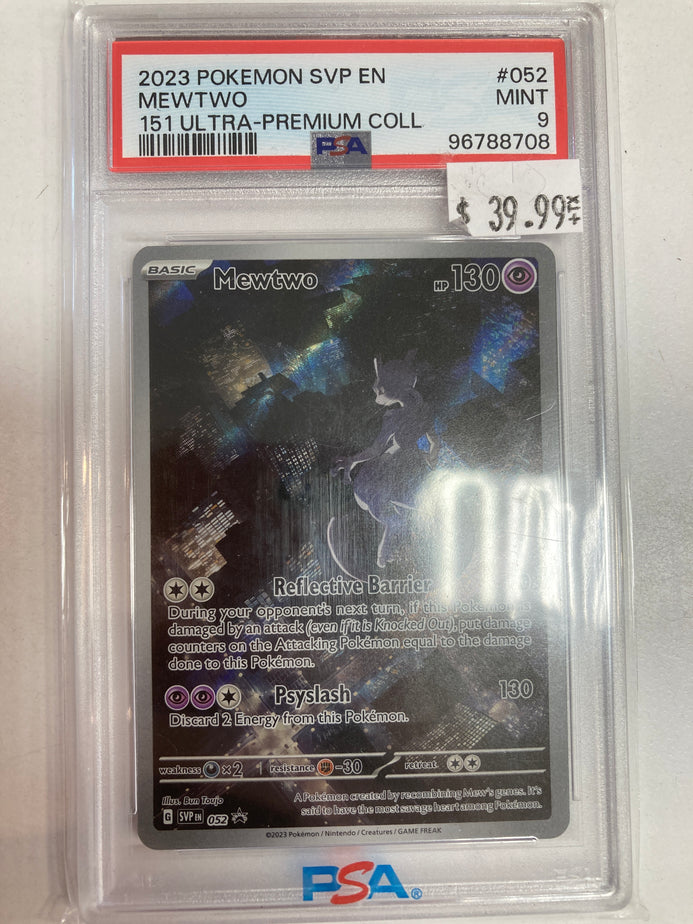 2023 POKEMON SVP EN #052
MEWTWO MINT
151 ULTRA-PREMIUM COLL 9
PSA 96788708
$ 39.99
BASIC Mewtwo HP 130
Reflective Barrier
During your opponent's next turn, if this Pokémon is
damaged by an attack (even if it is Knocked Out), put damage
counters on the Attacking Pokémon equal to the damage
done to this Pokémon.
Psyslash 130
Discard 2 Energy from this Pokémon.
weakness ×2 resistance -30 retreat
Illus. Bun Toujo
A Pokémon created by recombining Mew's genes. It's
said to have the most savage heart among Pokémon.
G SVP EN 052
©2023 Pokémon / Nintendo / Creatures / GAME FREAK
PSA®